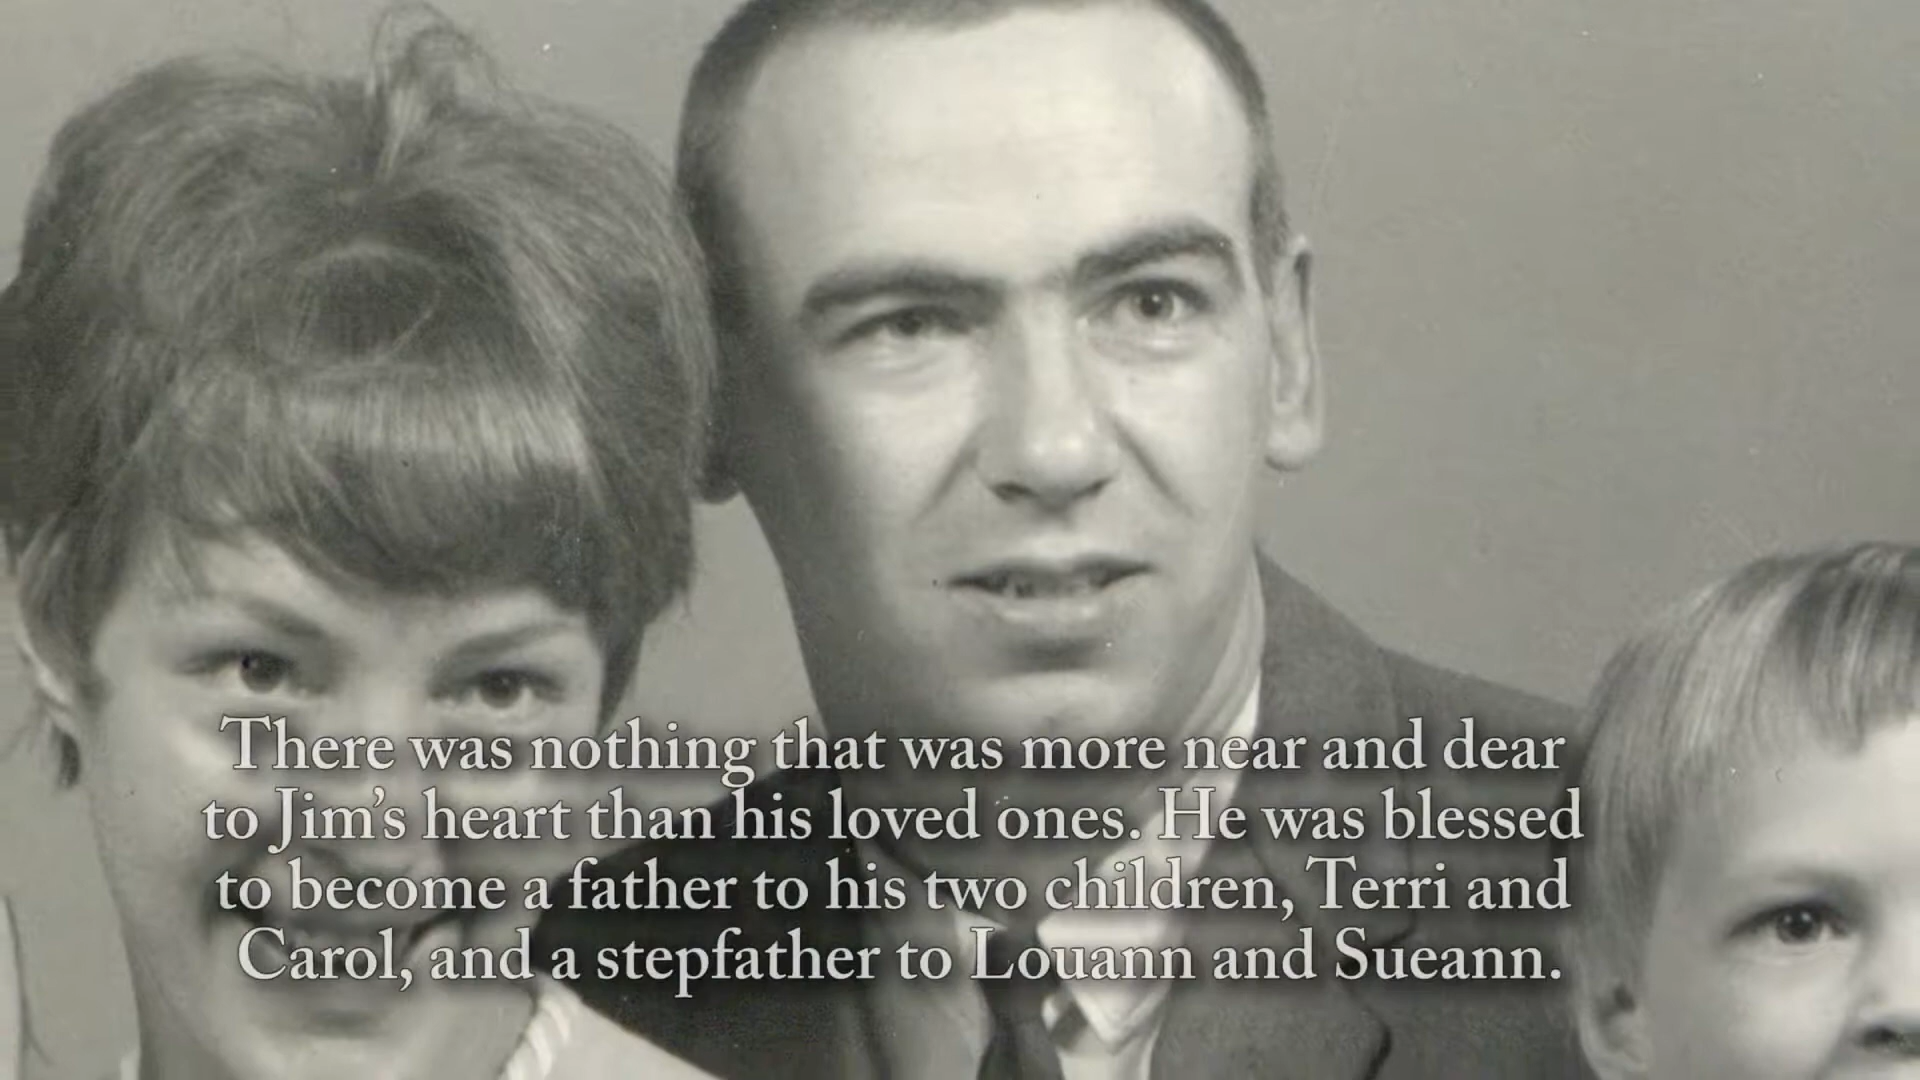 There was nothing that was more near and dear
to Jim’s heart than his loved ones. He was blessed
to become a father to his two children, Terri and
Carol, and a stepfather to Louann and Sueann.